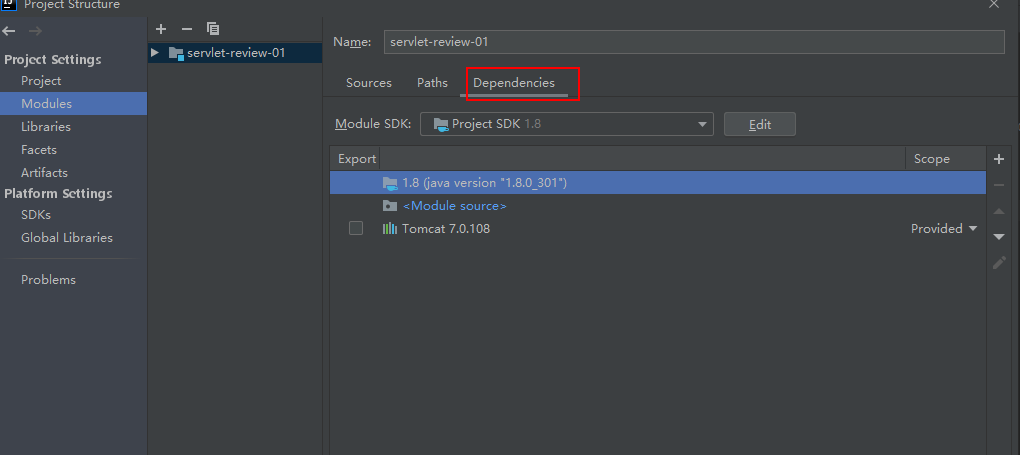 Project Structure
Project Settings
Project
Modules
Libraries
Facets
Artifacts
Platform Settings
SDKs
Global Libraries
Problems
servlet-review-01
Name: servlet-review-01
Sources Paths Dependencies
Module SDK: Project SDK 1.8 Edit
Export Scope
1.8 (java version "1.8.0_301")
<Module source>
Tomcat 7.0.108 Provided